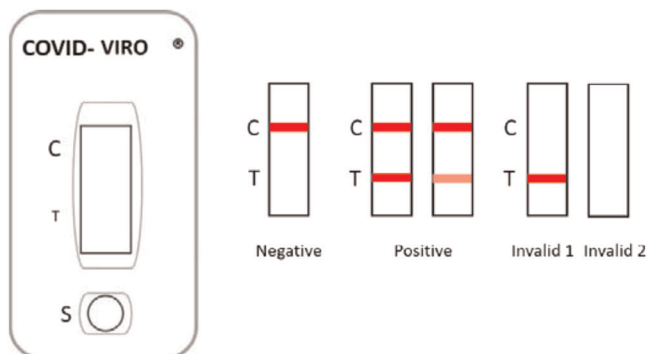 COVID- VIRO ®
C
T
S
C
T
Negative
C
T
Positive
C
T
Invalid 1 Invalid 2